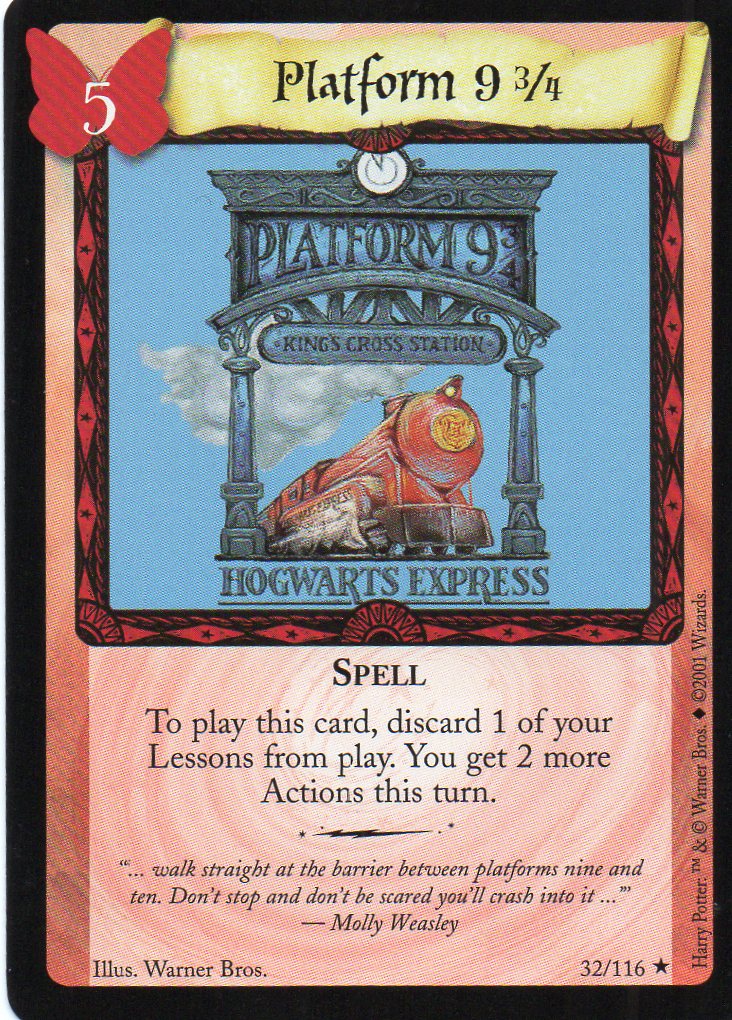 5
Platform 9 3/4
PLATFORM 9 3/4
·KING'S CROSS STATION·
HOGWARTS EXPRESS
SPELL
To play this card, discard 1 of your
Lessons from play. You get 2 more
Actions this turn.
“‘... walk straight at the barrier between platforms nine and
ten. Don't stop and don't be scared you'll crash into it ...’”
— Molly Weasley
Illus. Warner Bros.
32/116 ★
Harry Potter: ™ & © Warner Bros. ◆ ©2001 Wizards.